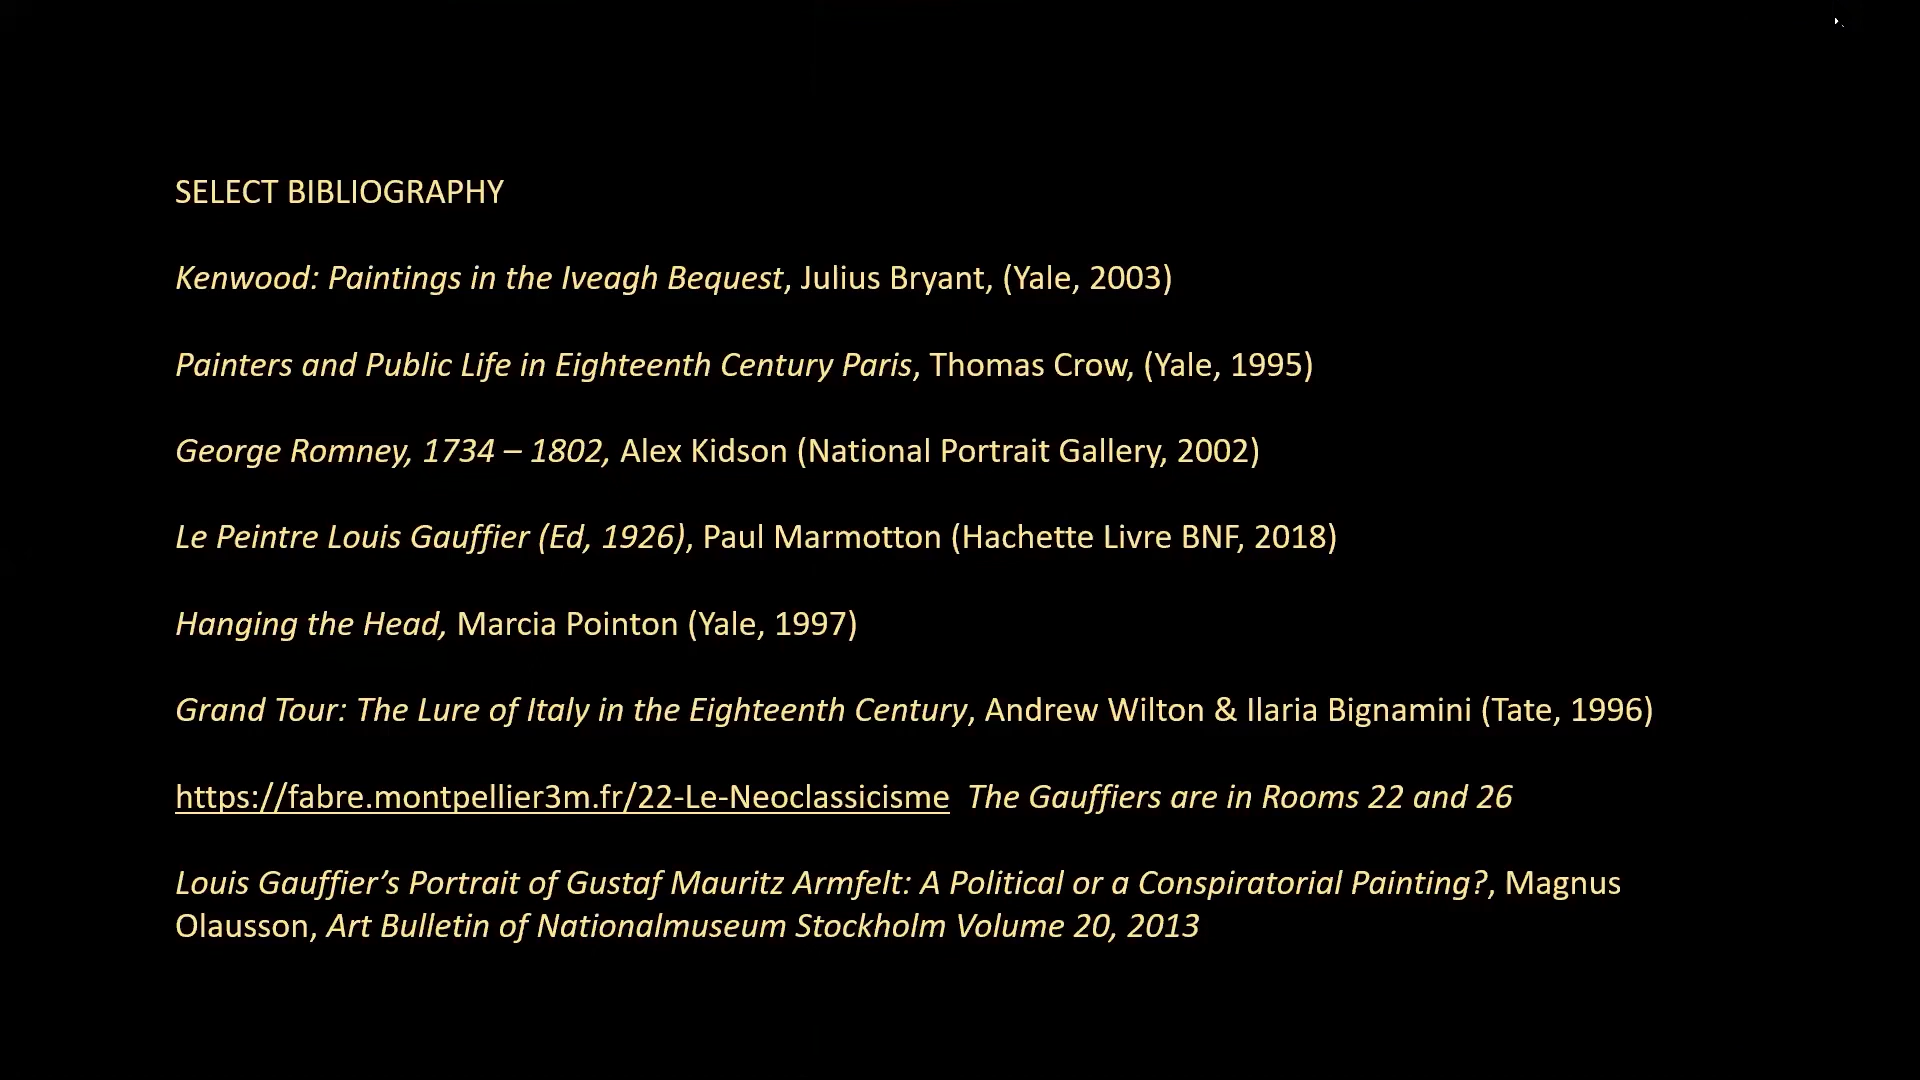 SELECT BIBLIOGRAPHY
Kenwood: Paintings in the Iveagh Bequest, Julius Bryant, (Yale, 2003)
Painters and Public Life in Eighteenth Century Paris, Thomas Crow, (Yale, 1995)
George Romney, 1734 – 1802, Alex Kidson (National Portrait Gallery, 2002)
Le Peintre Louis Gauffier (Ed, 1926), Paul Marmotton (Hachette Livre BNF, 2018)
Hanging the Head, Marcia Pointon (Yale, 1997)
Grand Tour: The Lure of Italy in the Eighteenth Century, Andrew Wilton & Ilaria Bignamini (Tate, 1996)
https://fabre.montpellier3m.fr/22-Le-Neoclassicisme The Gauffiers are in Rooms 22 and 26
Louis Gauffier’s Portrait of Gustaf Mauritz Armfelt: A Political or a Conspiratorial Painting?, Magnus
Olausson, Art Bulletin of Nationalmuseum Stockholm Volume 20, 2013